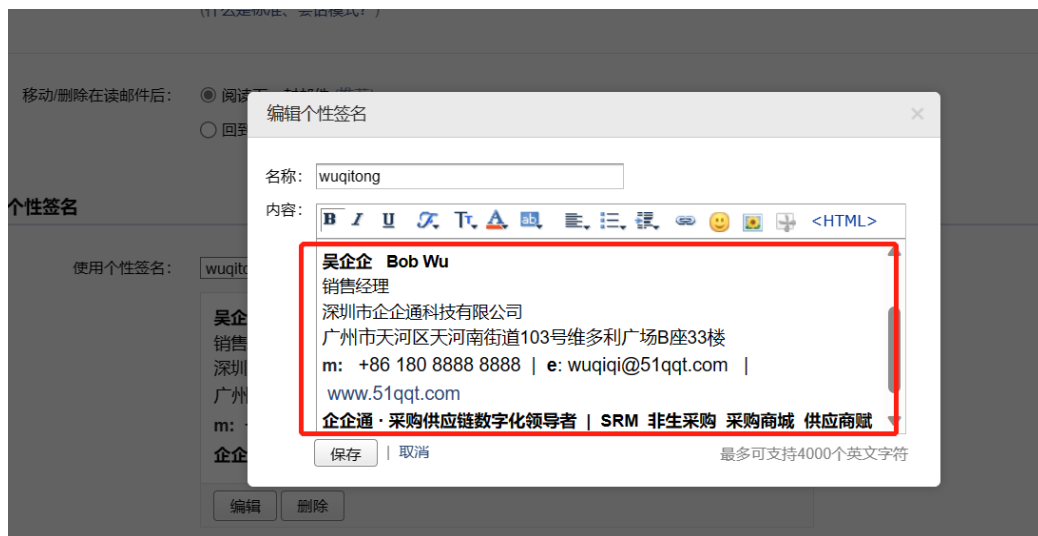 (什么是标准、会话模式?)
移动/删除在读邮件后:
阅读下一封邮件 (推荐)
回到
编辑个性签名
×
名称:
wuqitong
个性签名
内容:
B I U <HTML>
使用个性签名:
wuqito
吴企企 Bob Wu
销售经理
深圳市企企通科技有限公司
广州市天河区天河南街道103号维多利广场B座33楼
m: +86 180 8888 8888 | e: wuqiqi@51qqt.com |
www.51qqt.com
企企通 · 采购供应链数字化领导者 | SRM 非生采购 采购商城 供应商赋
吴企
销售
深圳
广州
m: -
企企
保存 | 取消
最多可支持4000个英文字符
编辑
删除